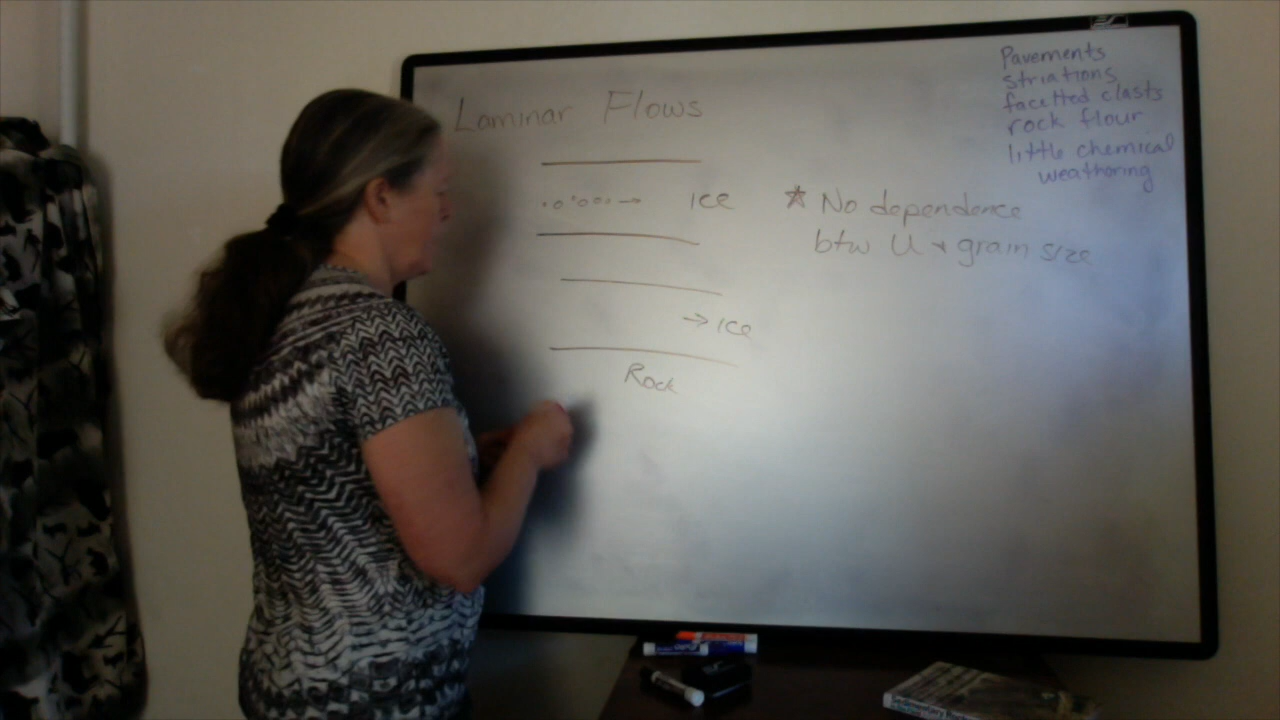 Laminar Flows
ICE
* No dependence
btw U + grain size
→ ICE
Rock
Pavements
striations
facetted clasts
rock flour
little chemical
weathering